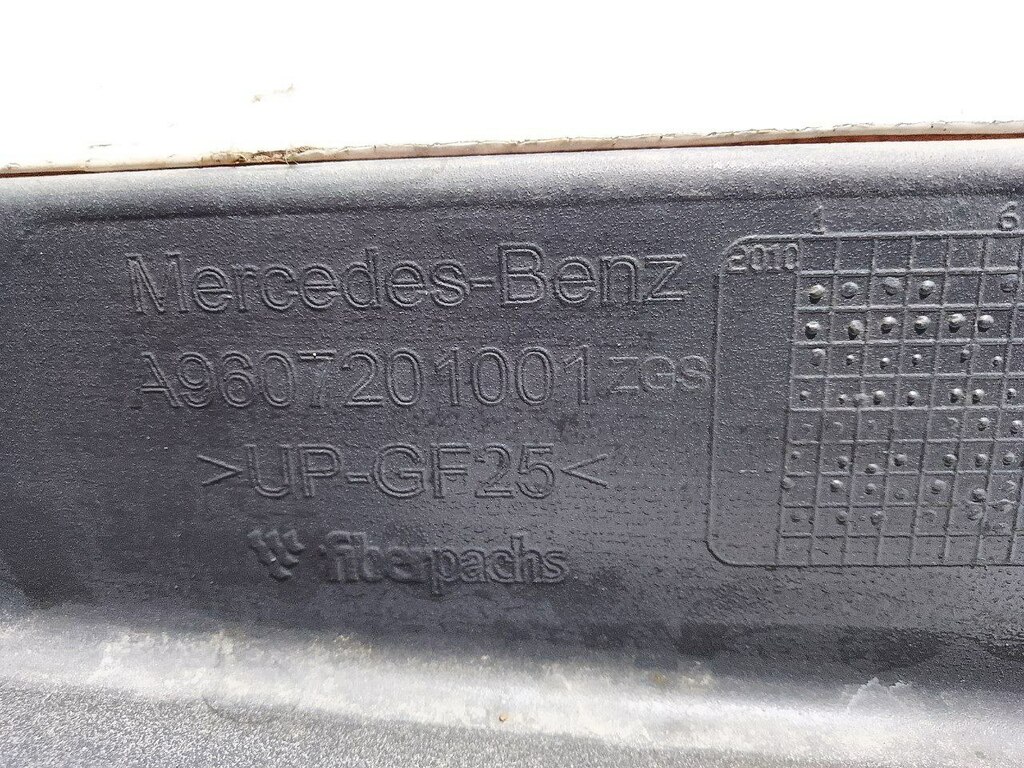 Mercedes-Benz
A9607201001 ZGS
>UP-GF25<
fiberpachs
1 6
2010